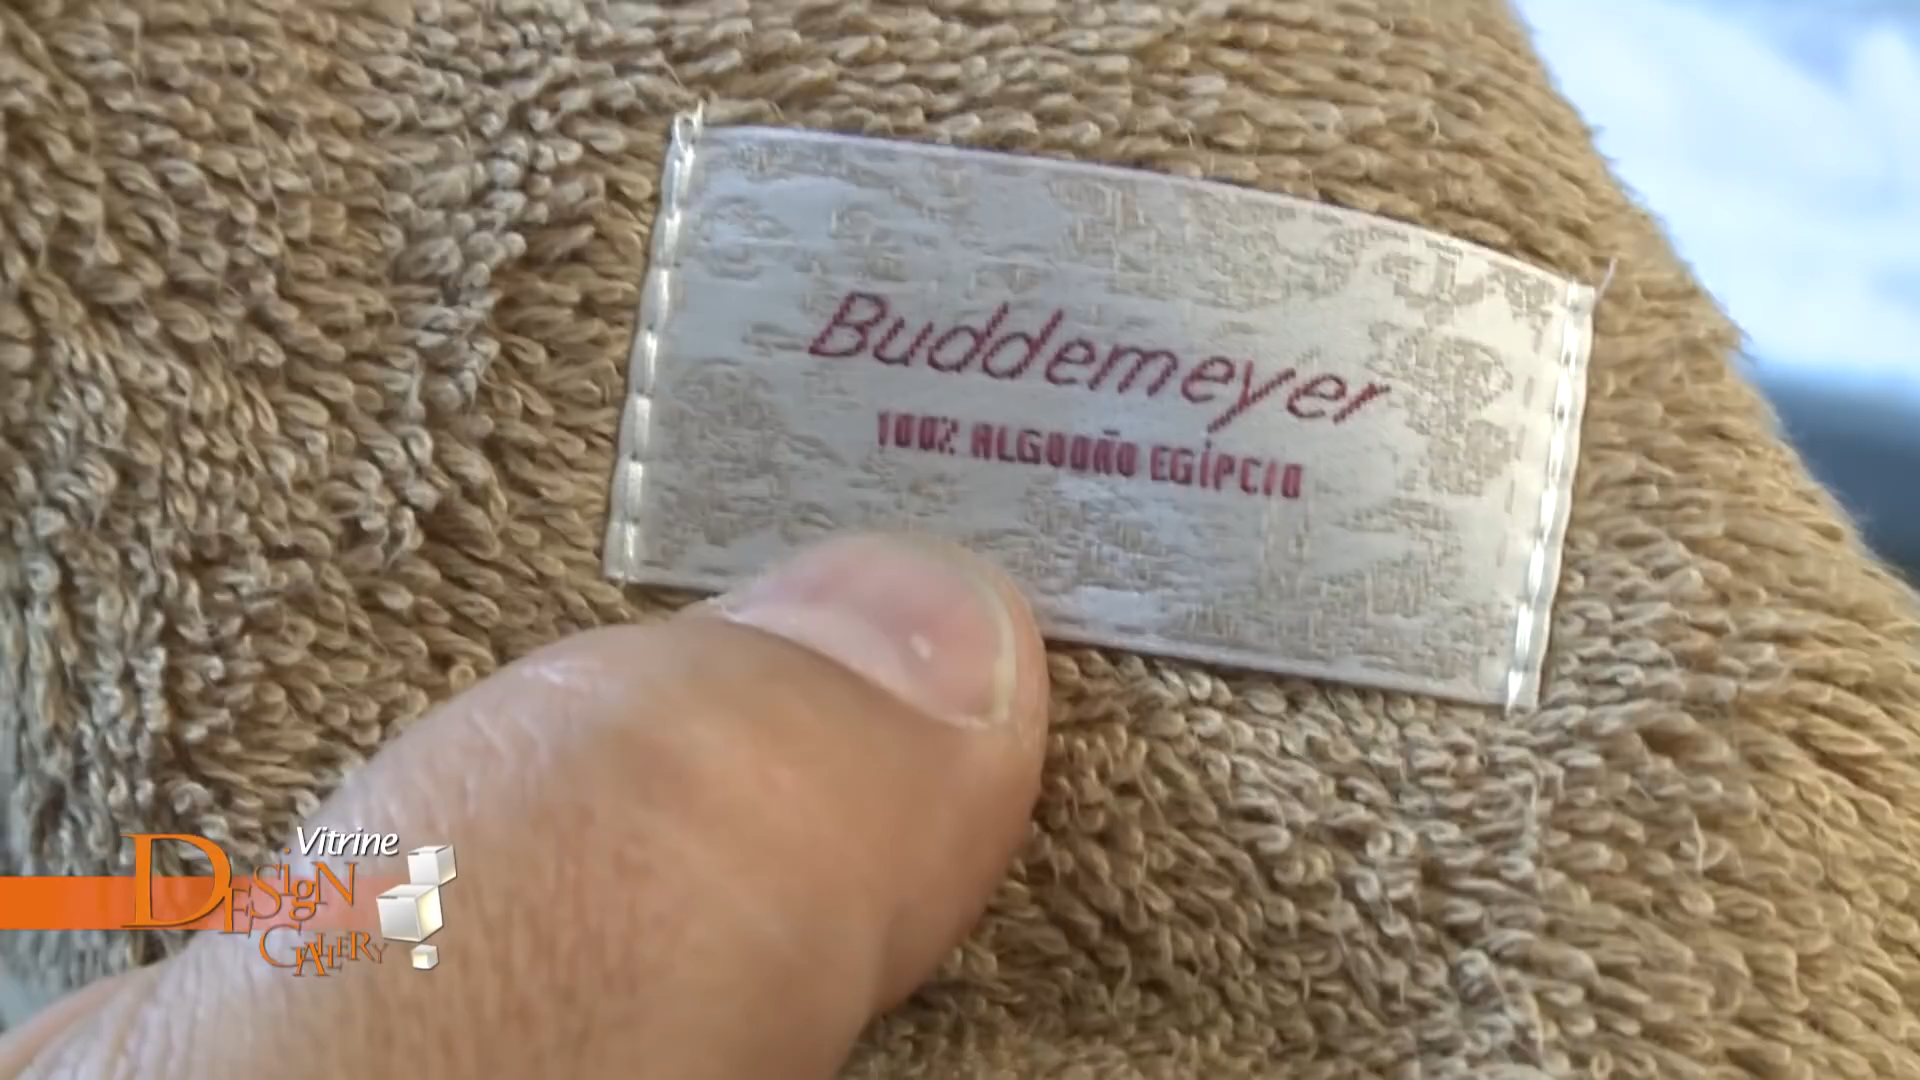 Buddemeyer
100% ALGODÃO EGÍPCIO
Vitrine
DESIGN
GALLERY